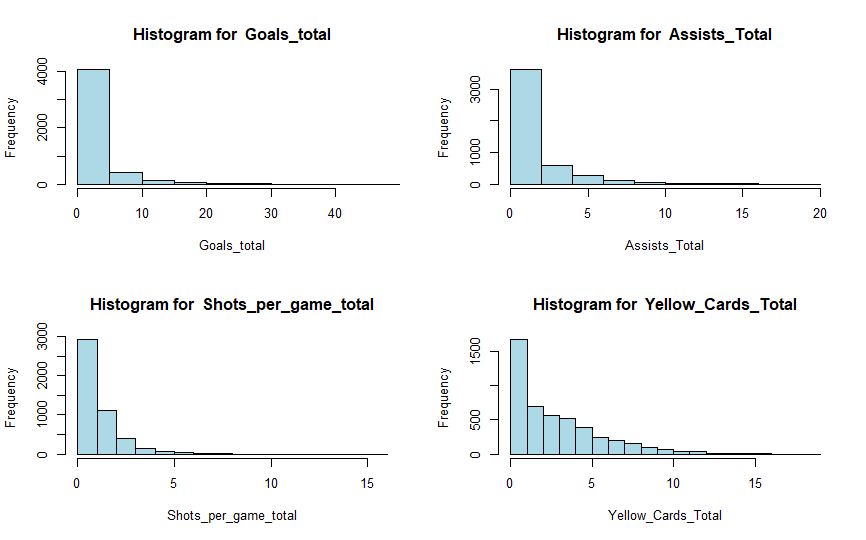 Histogram for Goals_total
Frequency
0 2000 4000
0 10 20 30 40
Goals_total
Histogram for Assists_Total
Frequency
0 1000 3000
0 5 10 15 20
Assists_Total
Histogram for Shots_per_game_total
Frequency
0 1000 2000 3000
0 5 10 15
Shots_per_game_total
Histogram for Yellow_Cards_Total
Frequency
0 500 1500
0 5 10 15
Yellow_Cards_Total